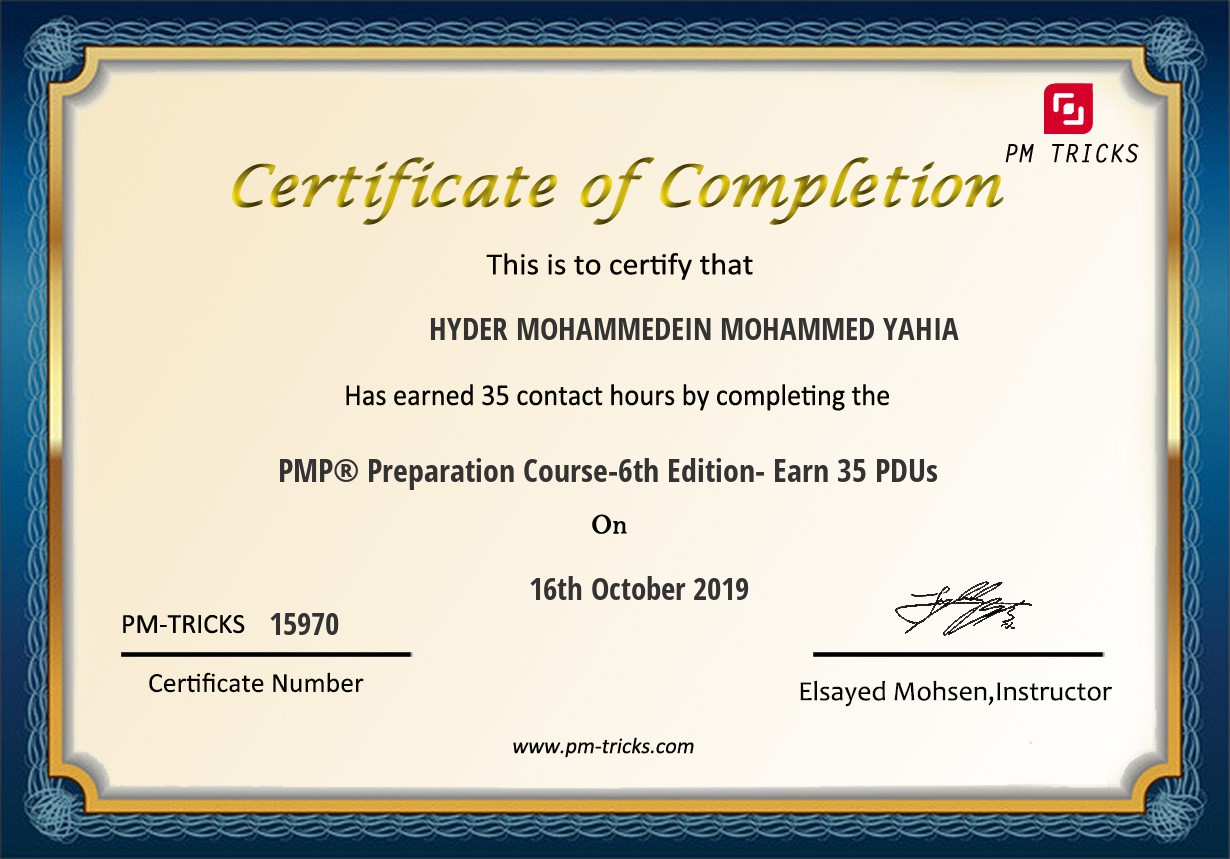 PM TRICKS
Certificate of Completion
This is to certify that
HYDER MOHAMMEDEIN MOHAMMED YAHIA
Has earned 35 contact hours by completing the
PMP® Preparation Course-6th Edition- Earn 35 PDUs
On
16th October 2019
PM-TRICKS 15970
Certificate Number
Elsayed Mohsen,Instructor
www.pm-tricks.com